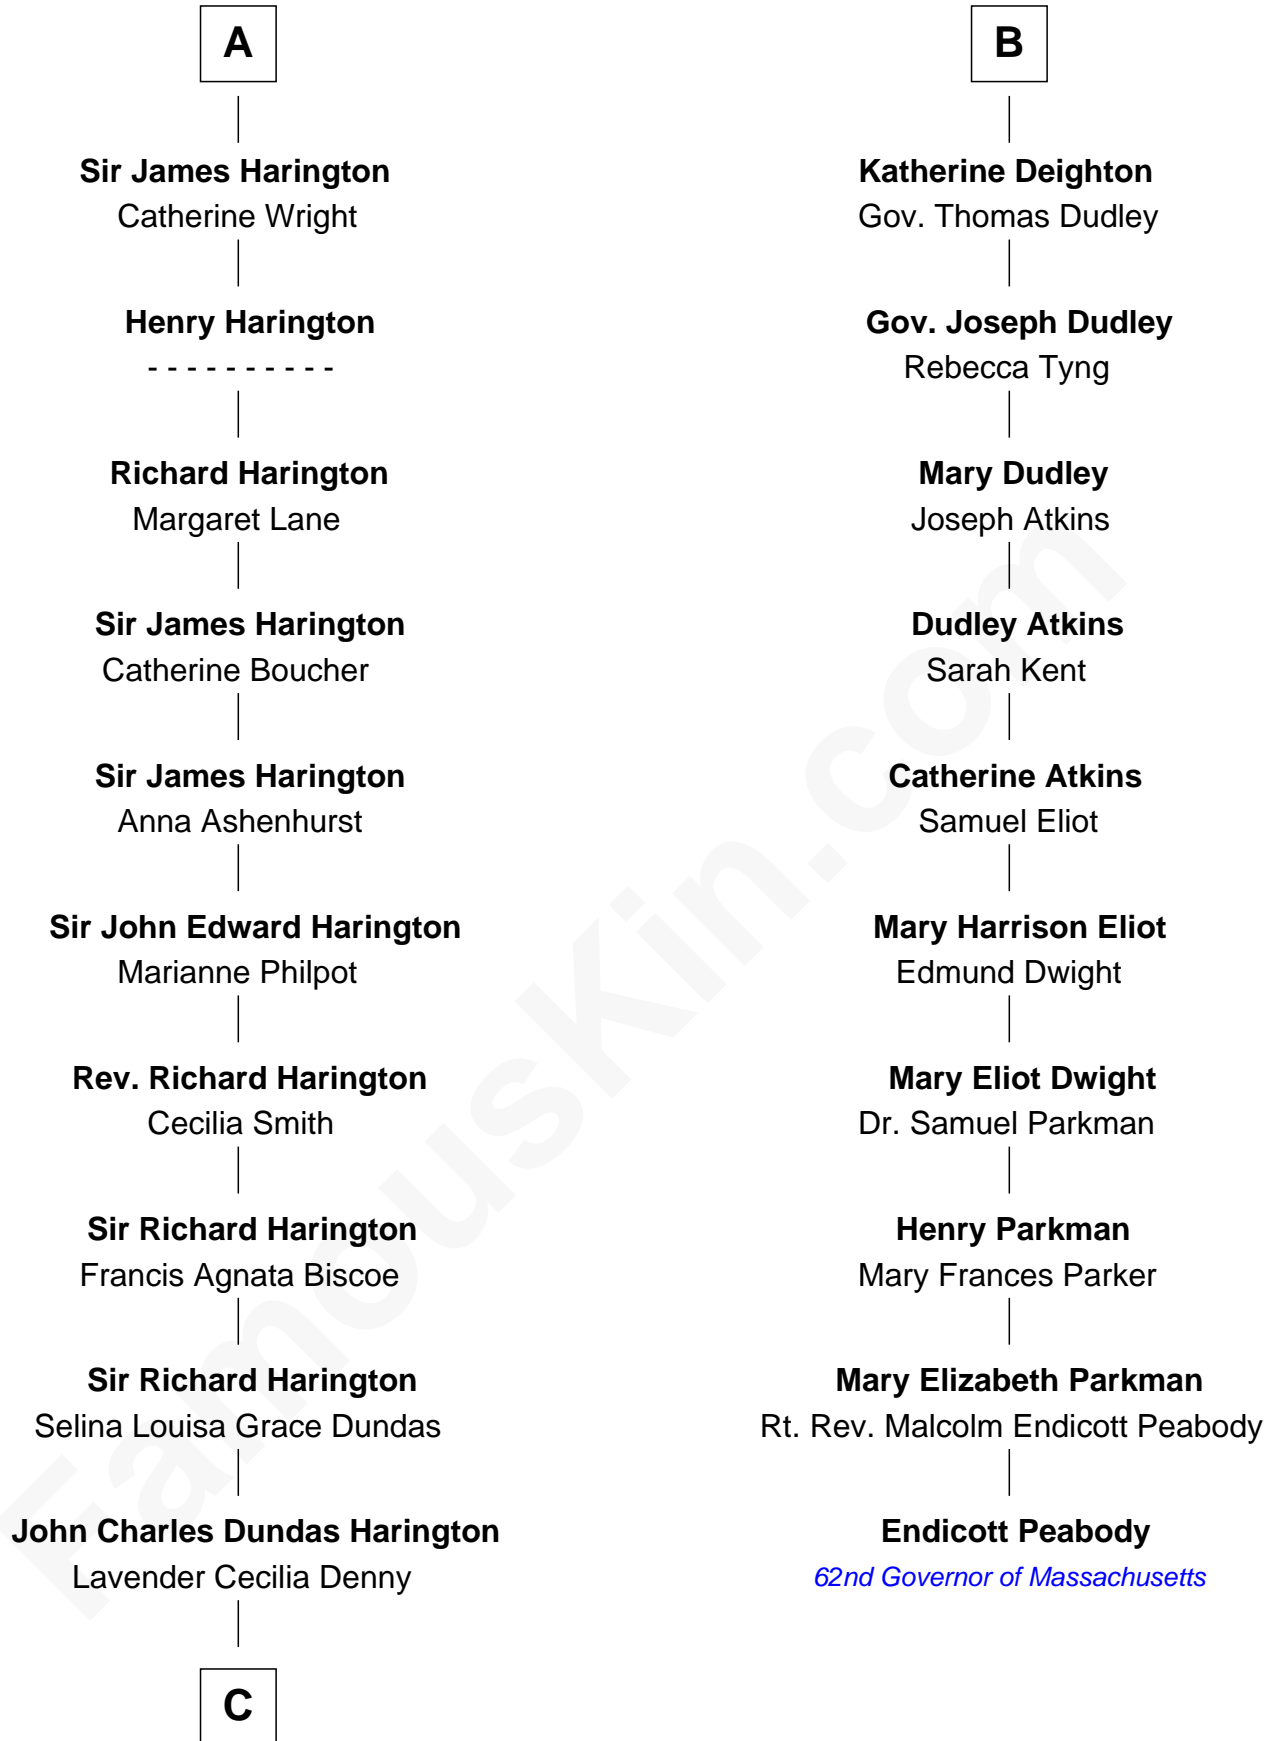 A
Sir James Harington
Catherine Wright
Henry Harington
- - - - - - - - - -
Richard Harington
Margaret Lane
Sir James Harington
Catherine Boucher
Sir James Harington
Anna Ashenhurst
Sir John Edward Harington
Marianne Philpot
Rev. Richard Harington
Cecilia Smith
Sir Richard Harington
Francis Agnata Biscoe
Sir Richard Harington
Selina Louisa Grace Dundas
John Charles Dundas Harington
Lavender Cecilia Denny
C
B
Katherine Deighton
Gov. Thomas Dudley
Gov. Joseph Dudley
Rebecca Tyng
Mary Dudley
Joseph Atkins
Dudley Atkins
Sarah Kent
Catherine Atkins
Samuel Eliot
Mary Harrison Eliot
Edmund Dwight
Mary Eliot Dwight
Dr. Samuel Parkman
Henry Parkman
Mary Frances Parker
Mary Elizabeth Parkman
Rt. Rev. Malcolm Endicott Peabody
Endicott Peabody
62nd Governor of Massachusetts
FamousKin.com